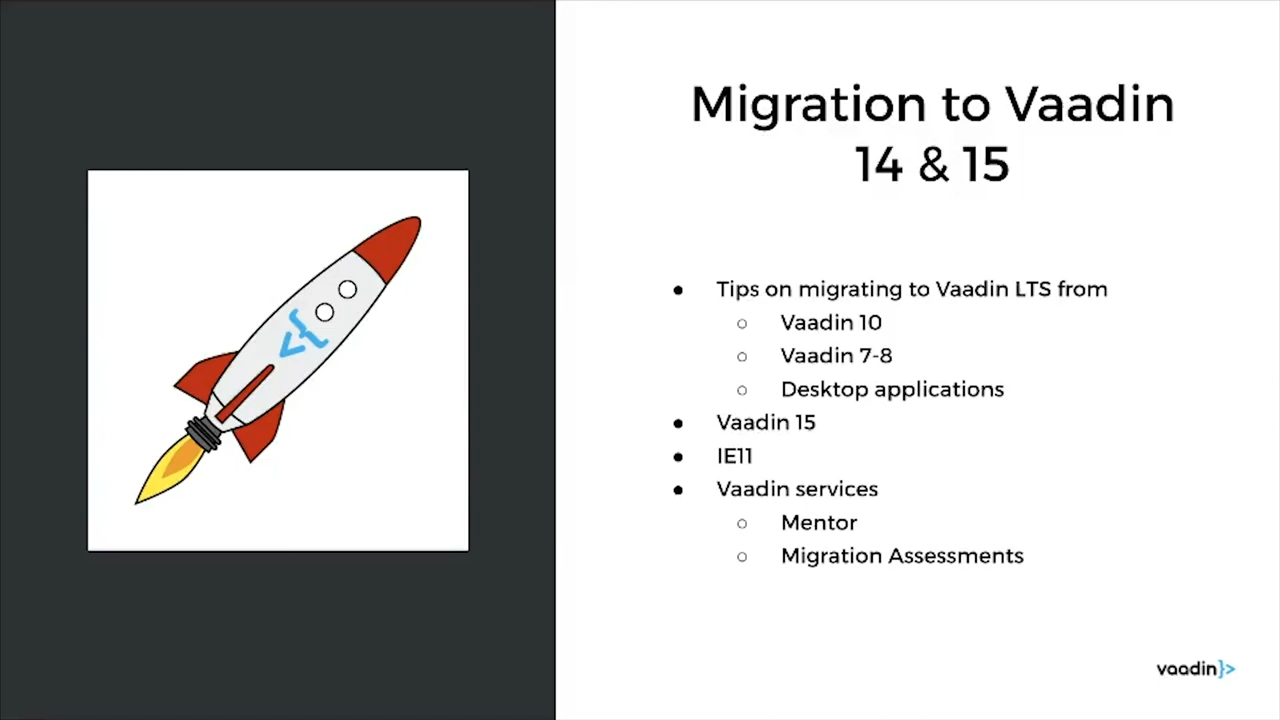 Migration to Vaadin
14 & 15
● Tips on migrating to Vaadin LTS from
○ Vaadin 10
○ Vaadin 7-8
○ Desktop applications
● Vaadin 15
● IE11
● Vaadin services
○ Mentor
○ Migration Assessments
vaadin}>